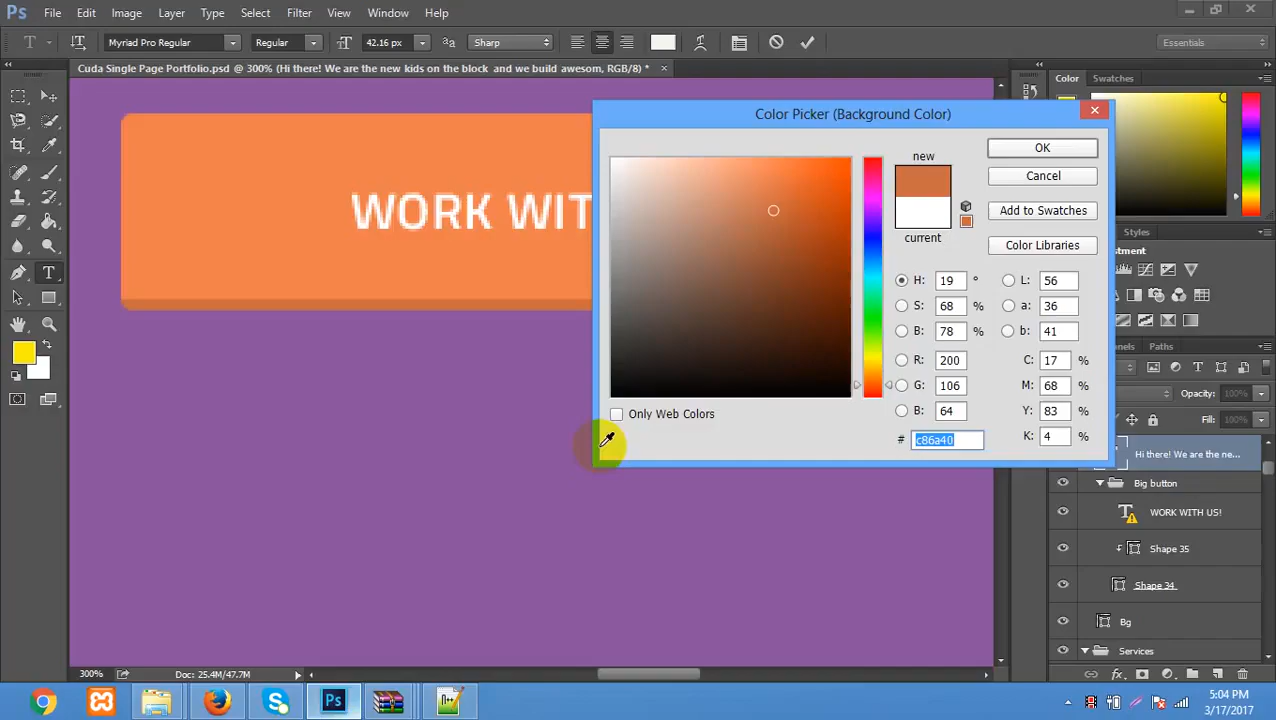 Ps File Edit Image Layer Type Select Filter View Window Help
T Myriad Pro Regular Regular 42.16 px Sharp Essentials
Cuda Single Page Portfolio.psd @ 300% (Hi there! We are the new kids on the block and we build awesom, RGB/8) * ×
Color Swatches
Color Picker (Background Color)
WORK WIT
new
current
OK
Cancel
Add to Swatches
Color Libraries
H: 19 ° L: 56
S: 68 % a: 36
B: 78 % b: 41
R: 200 C: 17 %
G: 106 M: 68 %
B: 64 Y: 83 %
# c86a40 K: 4 %
Only Web Colors
Styles
Paths
Opacity: 100%
Fill: 100%
Hi there! We are the ne...
Big button
T WORK WITH US!
Shape 35
Shape 34
Bg
Services
300% Doc: 25.4M/47.7M
Ps
5:04 PM
3/17/2017